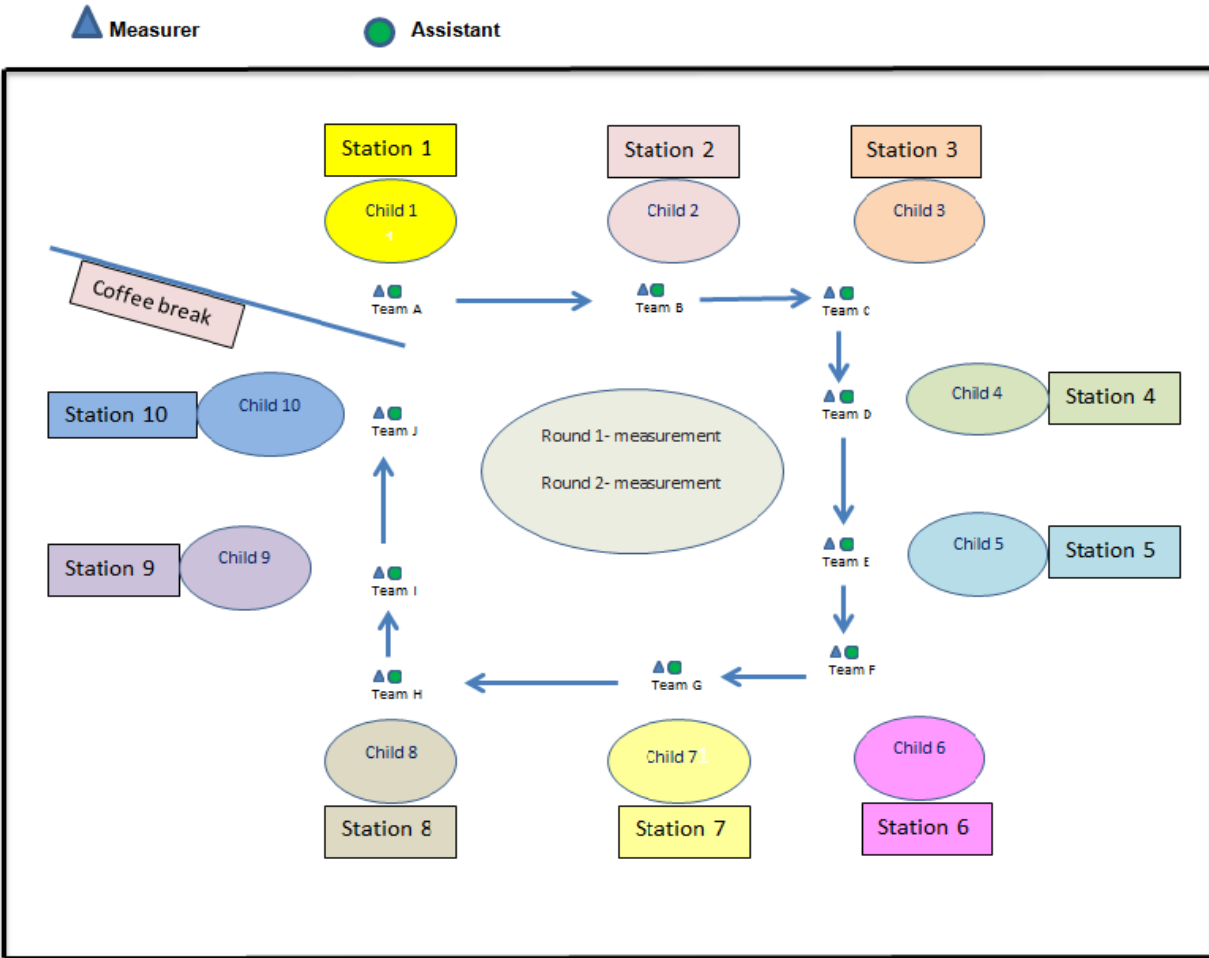 Measurer
Assistant
Station 1
Station 2
Station 3
Child 1
1
Child 2
Child 3
Coffee break
Team A
Team B
Team C
Station 10
Child 10
Team J
Round 1- measurement
Round 2- measurement
Team D
Child 4
Station 4
Station 9
Child 9
Team I
Team E
Child 5
Station 5
Team H
Team G
Team F
Child 8
Child 71
Child 6
Station 8
Station 7
Station 6